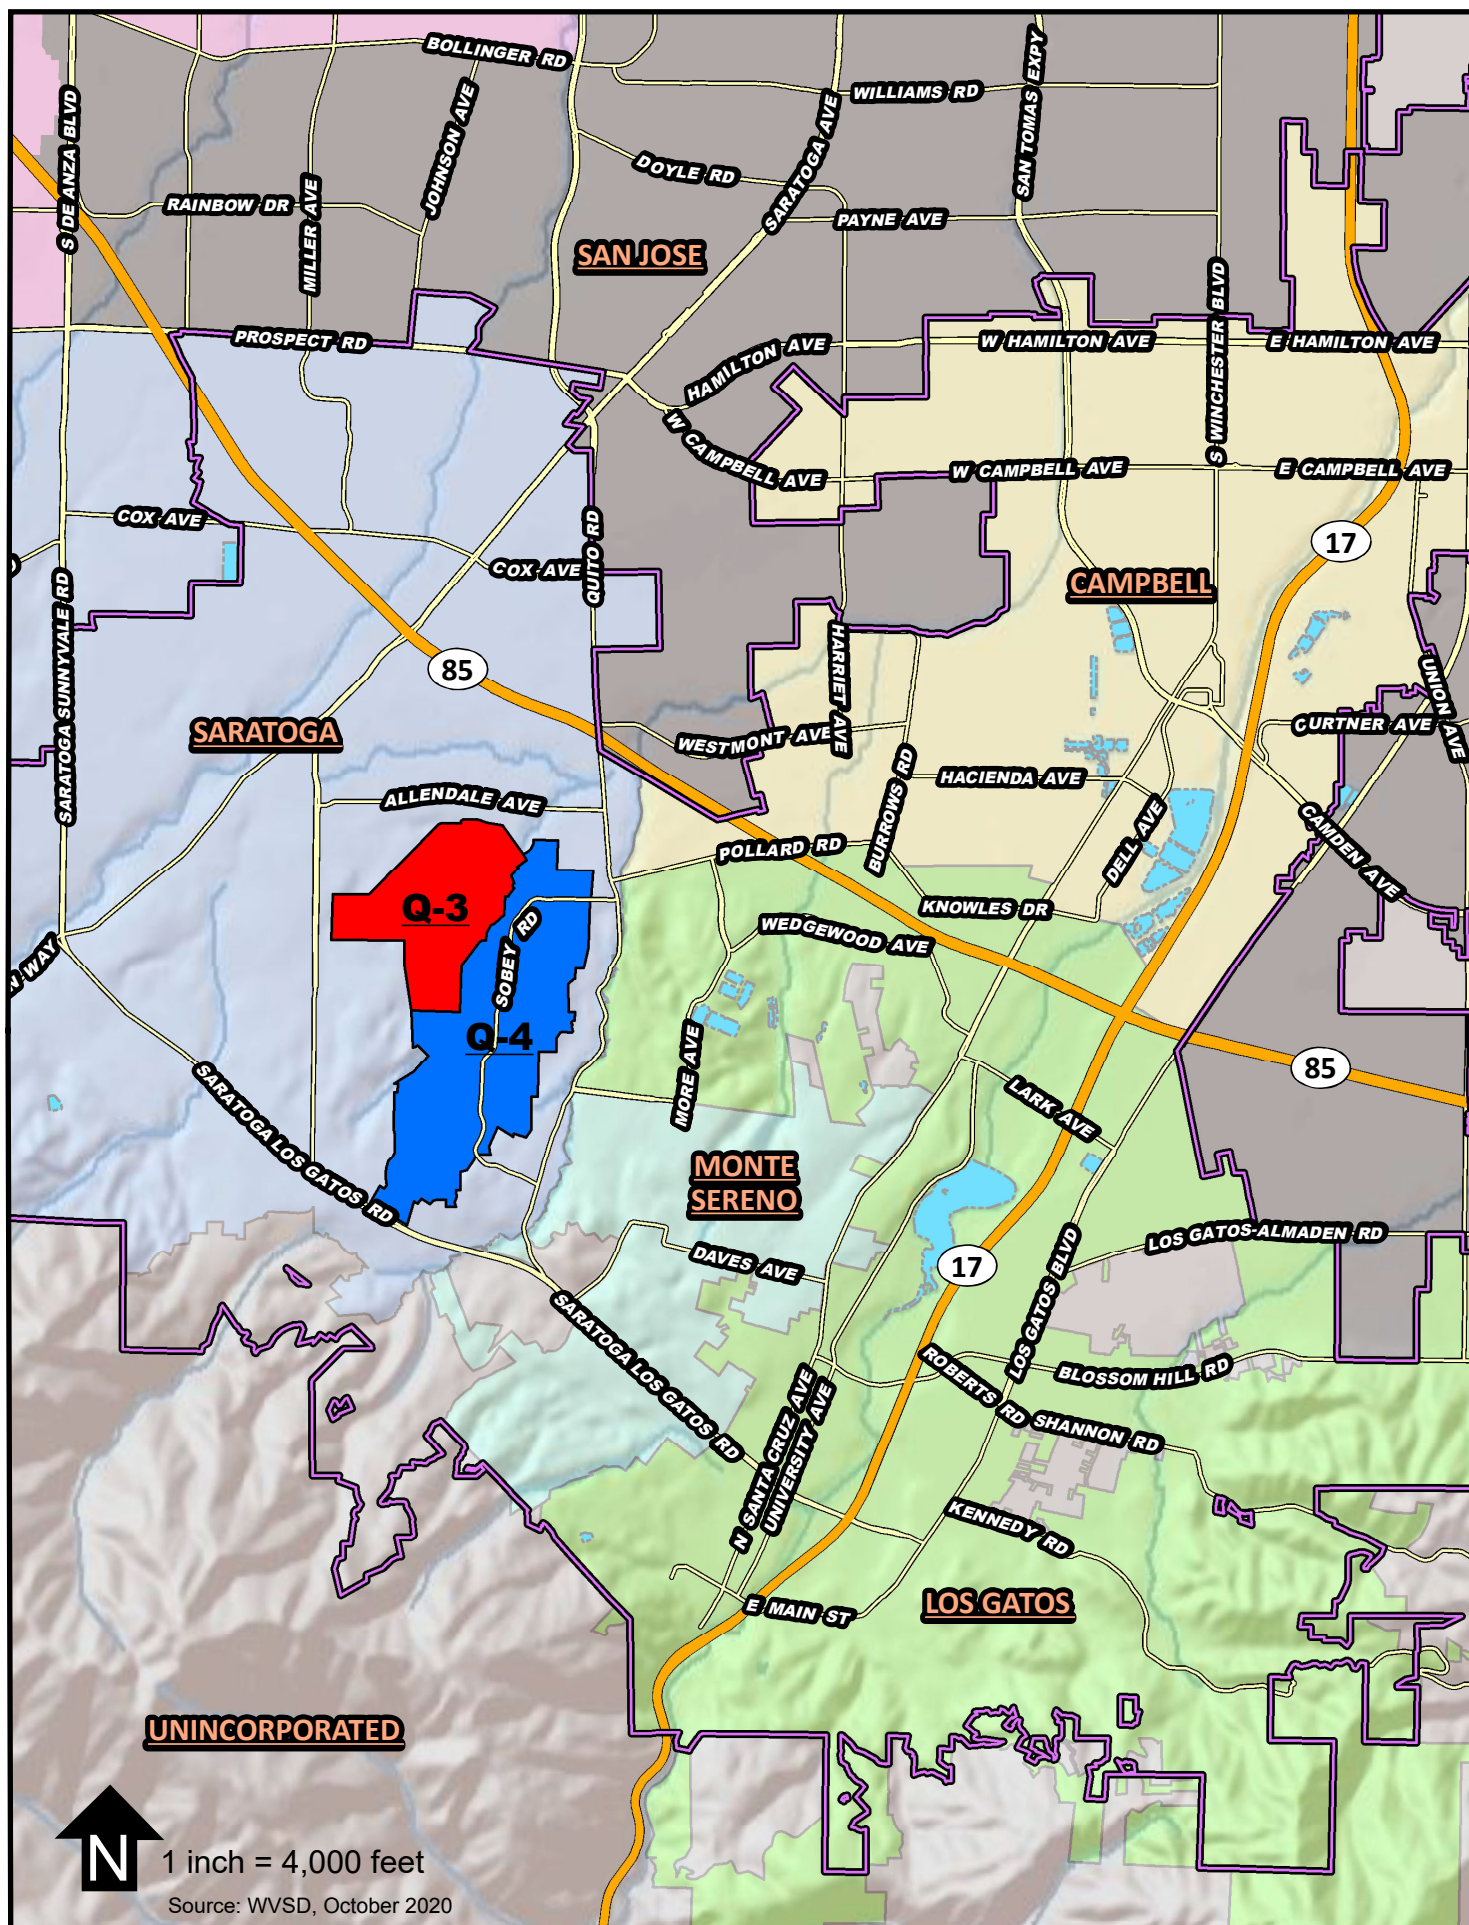 BOLLINGER RD
WILLIAMS RD
SAN TOMAS EXPY
S DE ANZA BLVD
JOHNSON AVE
SARATOGA AVE
DOYLE RD
RAINBOW DR
MILLER AVE
PAYNE AVE
SAN JOSE
S WINCHESTER BLVD
PROSPECT RD
HAMILTON AVE
W HAMILTON AVE
E HAMILTON AVE
W CAMPBELL AVE
W CAMPBELL AVE
E CAMPBELL AVE
COX AVE
COX AVE
QUITO RD
17
CAMPBELL
SARATOGA SUNNYVALE RD
HARRIET AVE
85
UNION AVE
SARATOGA
WESTMONT AVE
CURTNER AVE
HACIENDA AVE
BURROWS RD
ALLENDALE AVE
DELL AVE
CAMDEN AVE
POLLARD RD
Q-3
KNOWLES DR
SOBEY RD
WEDGEWOOD AVE
N WAY
Q-4
MORE AVE
85
LARK AVE
SARATOGA LOS GATOS RD
MONTE
SERENO
LOS GATOS-ALMADEN RD
DAVES AVE
17
LOS GATOS BLVD
SARATOGA LOS GATOS RD
ROBERTS RD
BLOSSOM HILL RD
N SANTA CRUZ AVE
UNIVERSITY AVE
SHANNON RD
KENNEDY RD
E MAIN ST
LOS GATOS
UNINCORPORATED
N
1 inch = 4,000 feet
Source: WVSD, October 2020